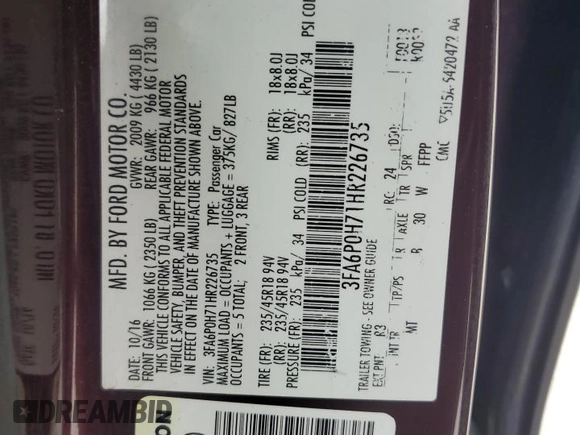 MFD. BY FORD MOTOR CO.
DATE: 10/16 GVWR: 2009 KG ( 4430 LB)
FRONT GAWR: 1066 KG ( 2350 LB) REAR GAWR: 966 KG ( 2130 LB)
THIS VEHICLE CONFORMS TO ALL APPLICABLE FEDERAL MOTOR
VEHICLE SAFETY, BUMPER, AND THEFT PREVENTION STANDARDS
IN EFFECT ON THE DATE OF MANUFACTURE SHOWN ABOVE.
VIN: 3FA6P0H71HR226735 TYPE: Passenger Car
MAXIMUM LOAD = OCCUPANTS + LUGGAGE = 375KG/ 827LB
OCCUPANTS = 5 TOTAL; 2 FRONT, 3 REAR
TIRE (FR): 235/45R18 94V RIMS (FR): 18x8.0J
(RR): 235/45R18 94V (RR): 18x8.0J
PRESSURE (FR): 235 kPa/ 34 PSI COLD (RR): 235 kPa/ 34 PSI COLD
3FA6P0H71HR226735
TRAILER TOWING - SEE OWNER GUIDE
EXT PNT: R3 RC: 24 DSO:
INT TR TP/PS R AXLE TR SPR
MT B 30 W FFPP
CMC
ION
DREAMBID